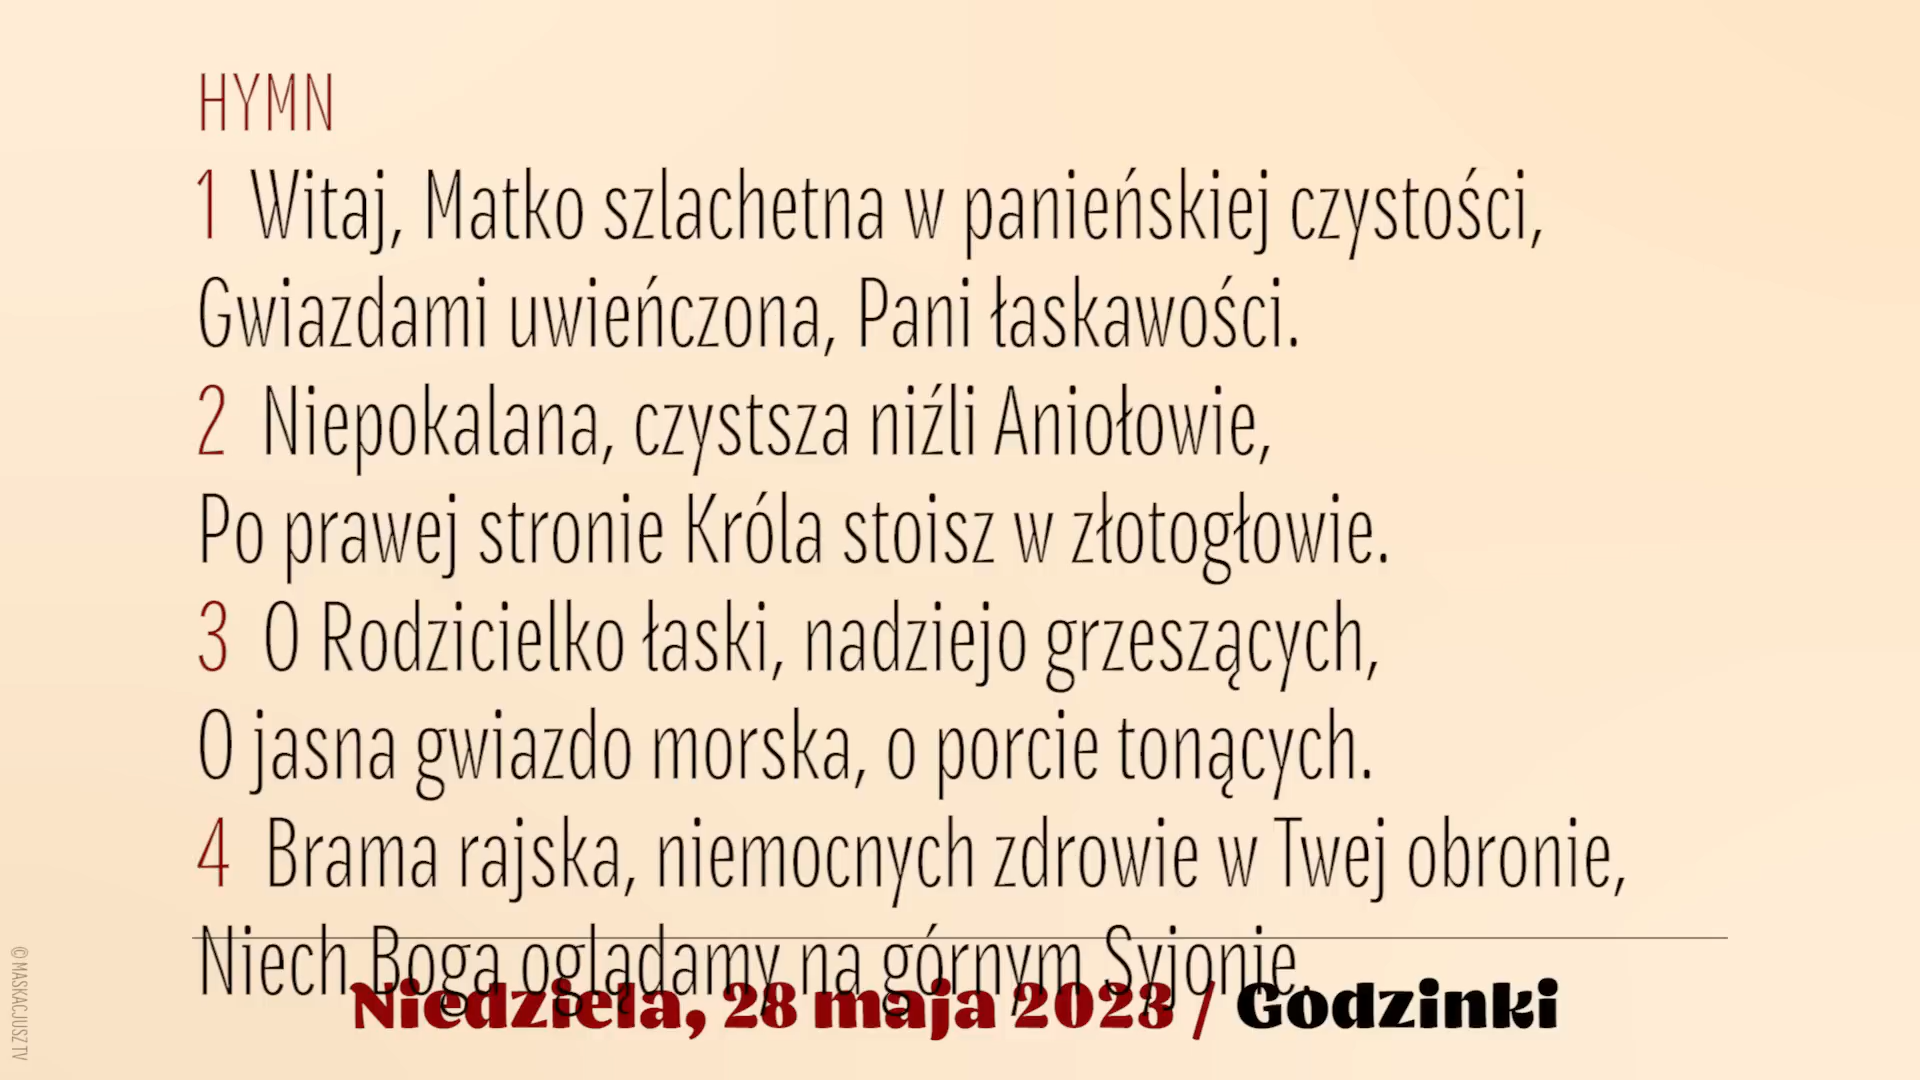 HYMN
1 Witaj, Matko szlachetna w panieńskiej czystości,
Gwiazdami uwieńczona, Pani łaskawości.
2 Niepokalana, czystsza niźli Aniołowie,
Po prawej stronie Króla stoisz w złotogłowie.
3 O Rodzicielko łaski, nadziejo grzeszących,
O jasna gwiazdo morska, o porcie tonących.
4 Brama rajska, niemocnych zdrowie w Twej obronie,
Niech Boga oglądamy na górnym Syjonie.
Niedziela, 28 maja 2023 / Godzinki
© MASKACJUSZ TV